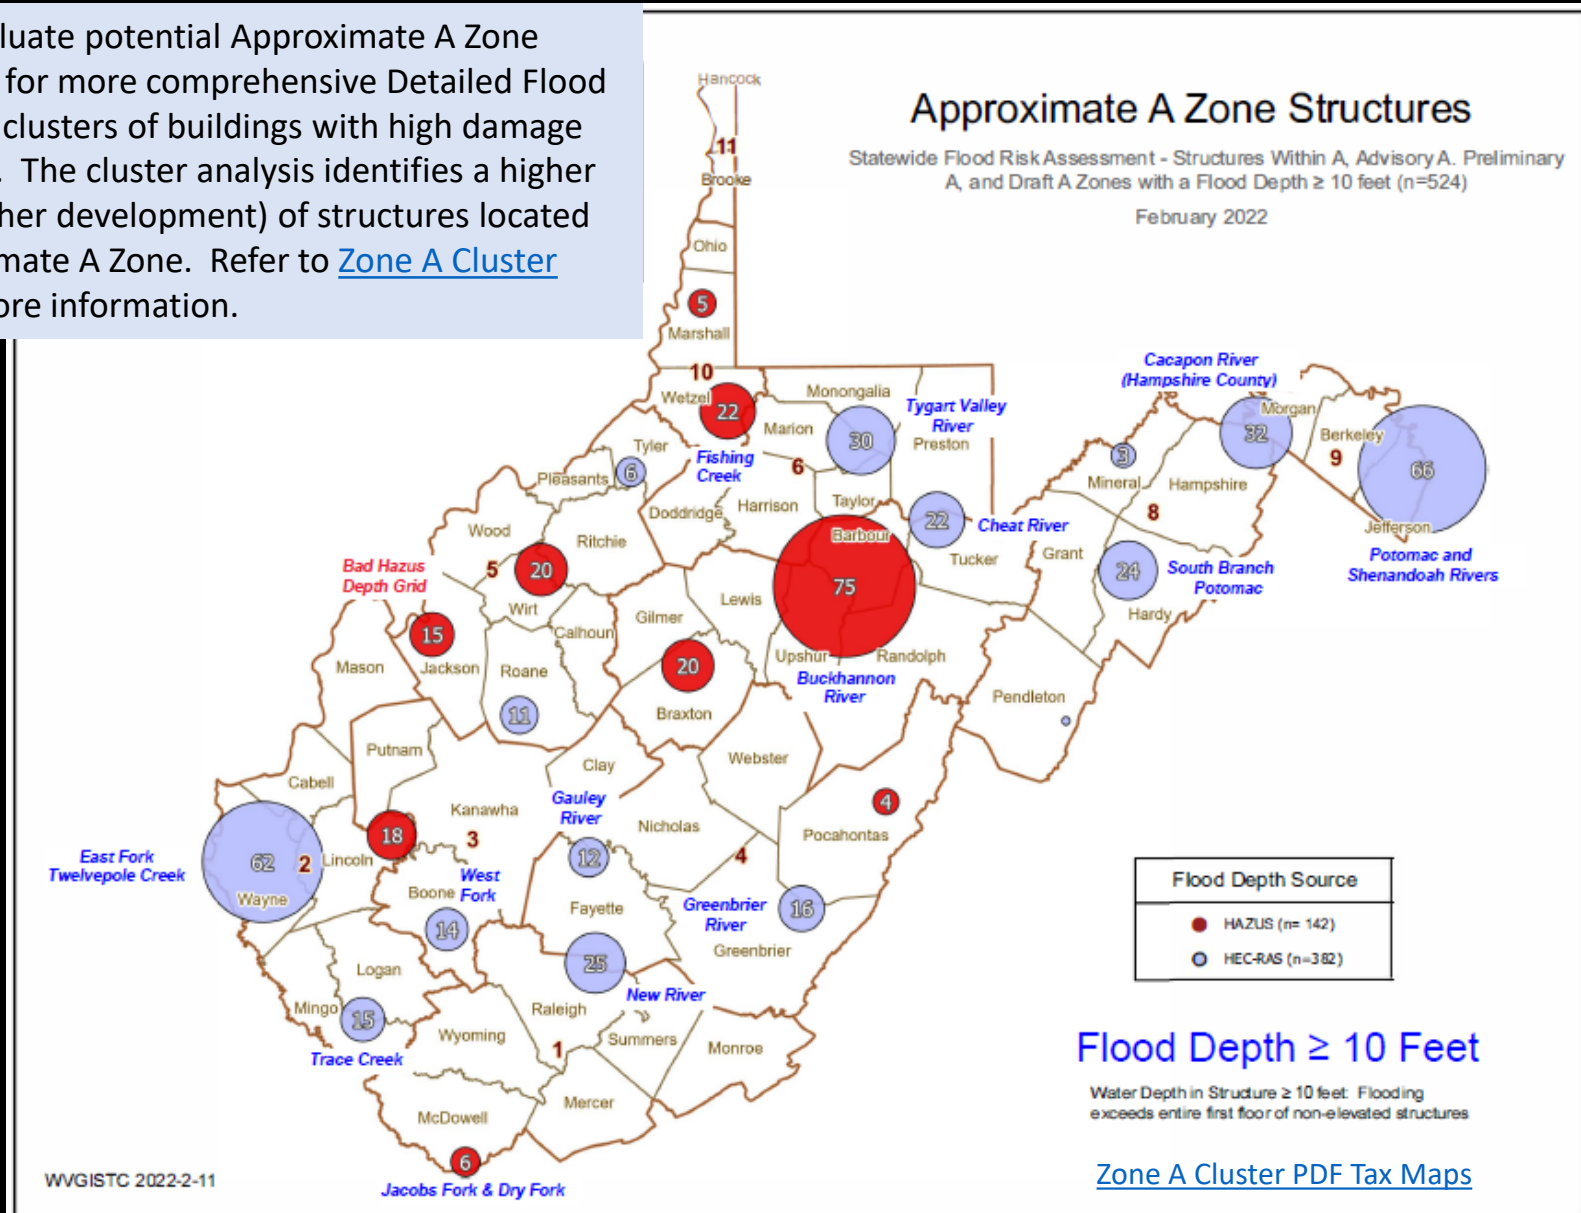 luate potential Approximate A Zone
for more comprehensive Detailed Flood
clusters of buildings with high damage
. The cluster analysis identifies a higher
her development) of structures located
mate A Zone. Refer to Zone A Cluster
ore information.
Approximate A Zone Structures
Statewide Flood Risk Assessment - Structures Within A, Advisory A. Preliminary
A, and Draft A Zones with a Flood Depth ≥ 10 feet (n=524)
February 2022
Hancock
11
Brooke
Ohio
5
Marshall
10
Wetzel
22
Monongalia
Marion
30
Tygart Valley
River
Preston
Cacapon River
(Hampshire County)
Morgan
32
Berkeley
9
66
Jefferson
Potomac and
Shenandoah Rivers
Tyler
6
Pleasants
Fishing
Creek
6
3
Mineral
Hampshire
8
Doddridge
Harrison
Taylor
22
Cheat River
Wood
Ritchie
Barbour
Tucker
Grant
24
South Branch
Potomac
Hardy
Bad Hazus
Depth Grid
5
20
Wirt
75
Lewis
Gilmer
Calhoun
15
Mason
Jackson
Roane
20
Upshur
Randolph
Buckhannon
River
Pendleton
11
Braxton
Putnam
Clay
Webster
Cabell
Kanawha
Gauley
River
Nicholas
4
Pocahontas
18
3
62
2
Lincoln
East Fork
Twelvepole Creek
Wayne
12
4
Boone
West
Fork
Fayette
Greenbrier
River
16
14
Greenbrier
25
Logan
New River
Raleigh
Mingo
15
Trace Creek
Wyoming
1
Summers
Monroe
McDowell
Mercer
6
Jacobs Fork & Dry Fork
Flood Depth Source
HAZUS (n= 142)
HEC-RAS (n=382)
Flood Depth ≥ 10 Feet
Water Depth in Structure ≥ 10 feet: Flooding
exceeds entire first floor of non-elevated structures
Zone A Cluster PDF Tax Maps
WVGISTC 2022-2-11